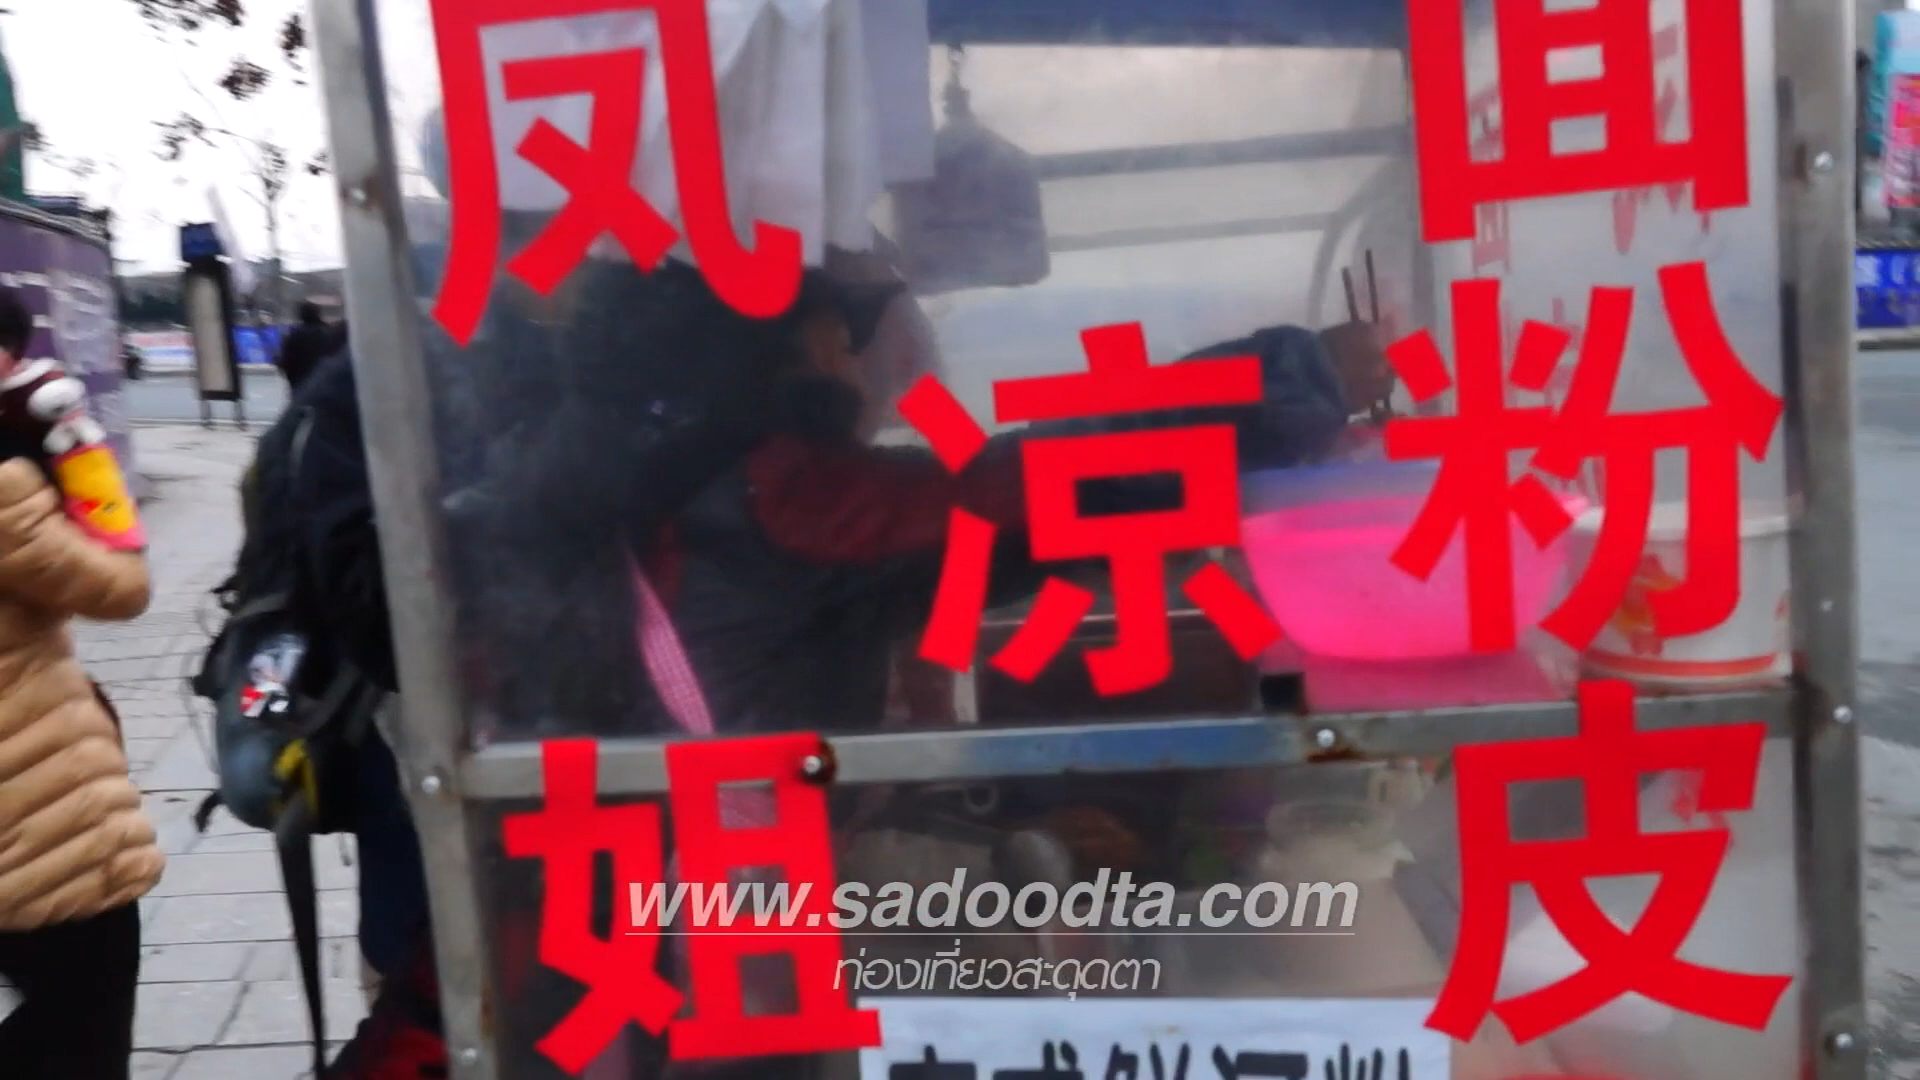 凤
姐
凉
面
粉
皮
www.sadoodta.com
ท่องเที่ยวสะดุดตา